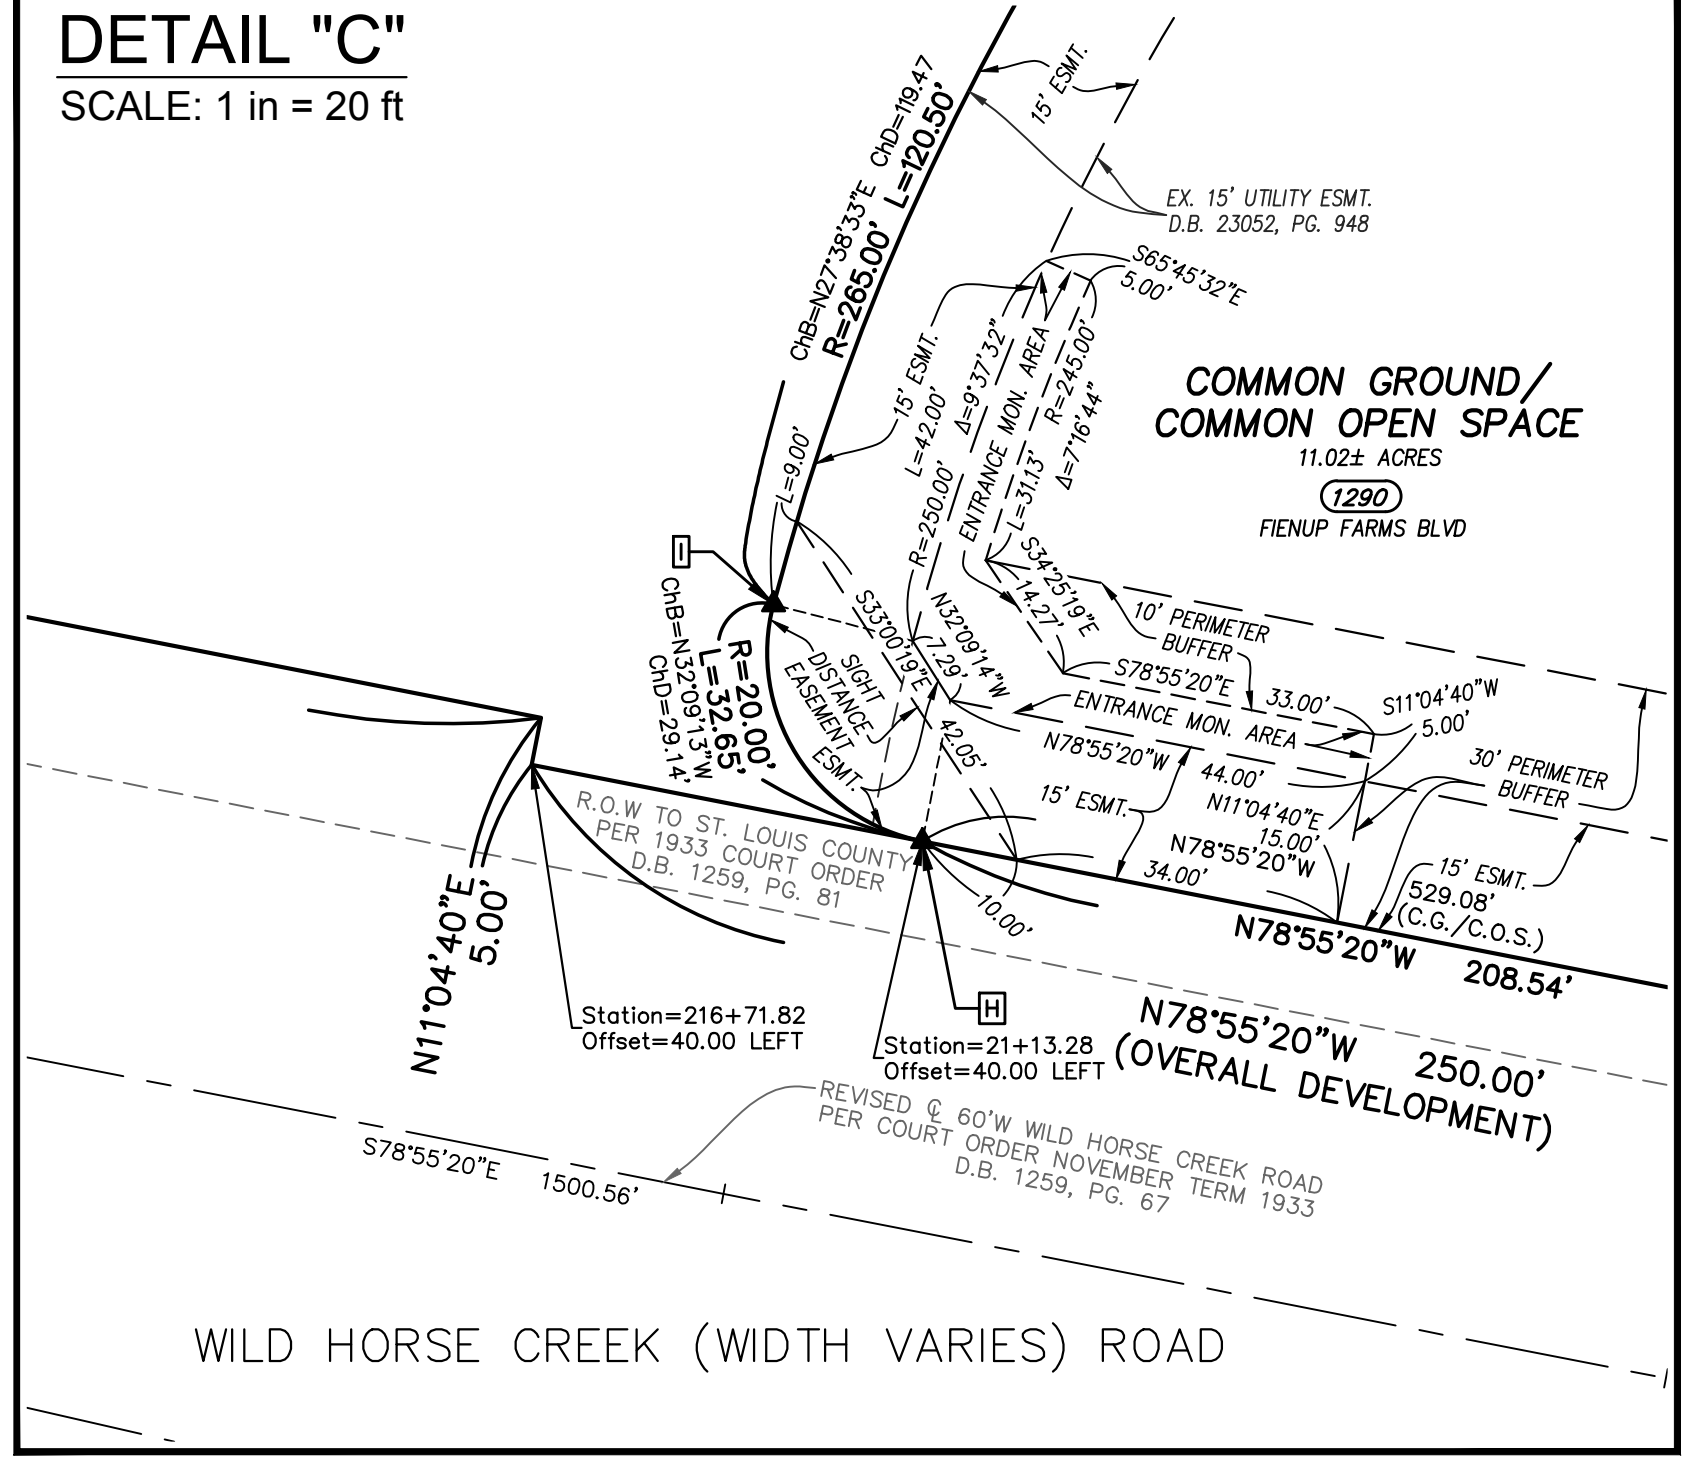 DETAIL "C"
SCALE: 1 in = 20 ft
ChB=N27°38'33"E ChD=119.47
R=265.00' L=120.50'
15' ESMT.
EX. 15' UTILITY ESMT.
D.B. 23052, PG. 948
S65°45'32"E
5.00'
15' ESMT.
L=9.00'
Δ=9°37'32"
L=42.00'
R=250.00'
ENTRANCE MON. AREA
R=245.00'
L=31.13'
Δ=7°16'44"
COMMON GROUND/
COMMON OPEN SPACE
11.02± ACRES
1290
FIENUP FARMS BLVD
I
S34°25'19"E
14.27'
10' PERIMETER
BUFFER
ChB=N32°09'13"W
ChD=29.14'
R=20.00'
L=32.65'
SIGHT
DISTANCE
EASEMENT
ESMT.
S33°00'19"E
42.05'
N32°09'14"W
7.29'
S78°55'20"E 33.00'
ENTRANCE MON. AREA
S11°04'40"W
5.00'
N78°55'20"W 44.00'
30' PERIMETER
BUFFER
15' ESMT.
N11°04'40"E
15.00'
N78°55'20"W
34.00'
15' ESMT.
529.08'
(C.G./C.O.S.)
R.O.W TO ST. LOUIS COUNTY
PER 1933 COURT ORDER
D.B. 1259, PG. 81
10.00'
N11°04'40"E
5.00'
N78°55'20"W 208.54'
Station=216+71.82
Offset=40.00 LEFT
H
Station=21+13.28
Offset=40.00 LEFT
N78°55'20"W 250.00'
(OVERALL DEVELOPMENT)
REVISED ℄ 60'W WILD HORSE CREEK ROAD
PER COURT ORDER NOVEMBER TERM 1933
D.B. 1259, PG. 67
S78°55'20"E 1500.56'
WILD HORSE CREEK (WIDTH VARIES) ROAD